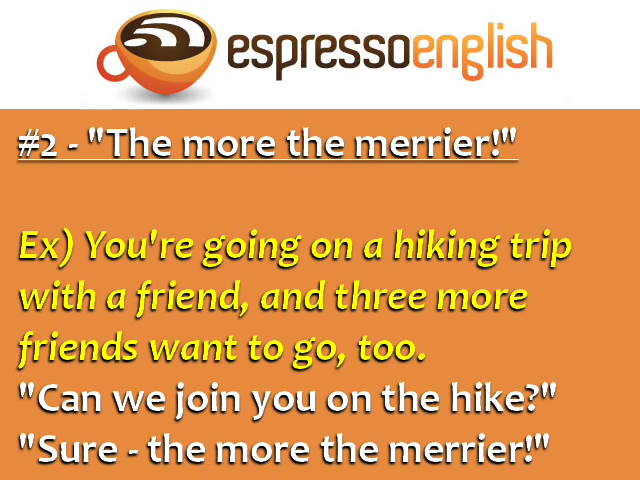 espressoenglish
#2 - "The more the merrier!"
Ex) You're going on a hiking trip
with a friend, and three more
friends want to go, too.
"Can we join you on the hike?"
"Sure - the more the merrier!"